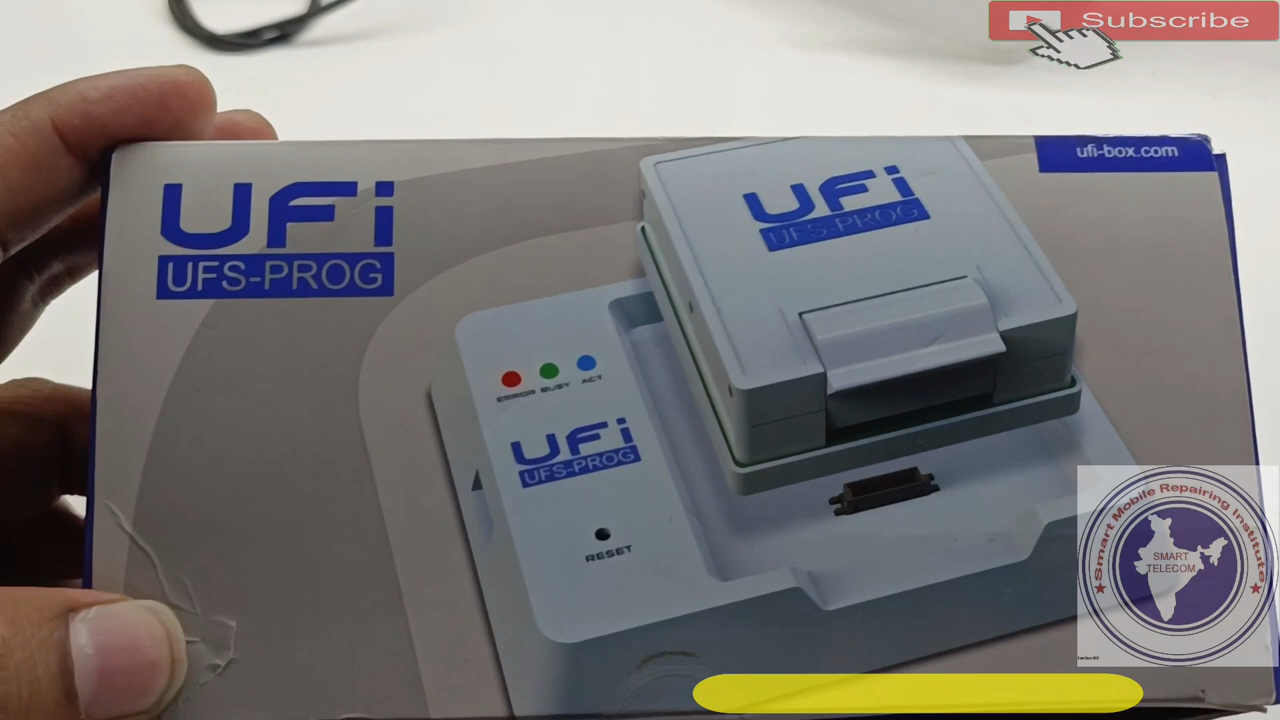 Subscribe
ufi-box.com
UFi
UFS-PROG
UFi
UFS-PROG
ERROR BUSY ACT
UFi
UFS-PROG
RESET
Smart Mobile Repairing Institute
SMART
TELECOM